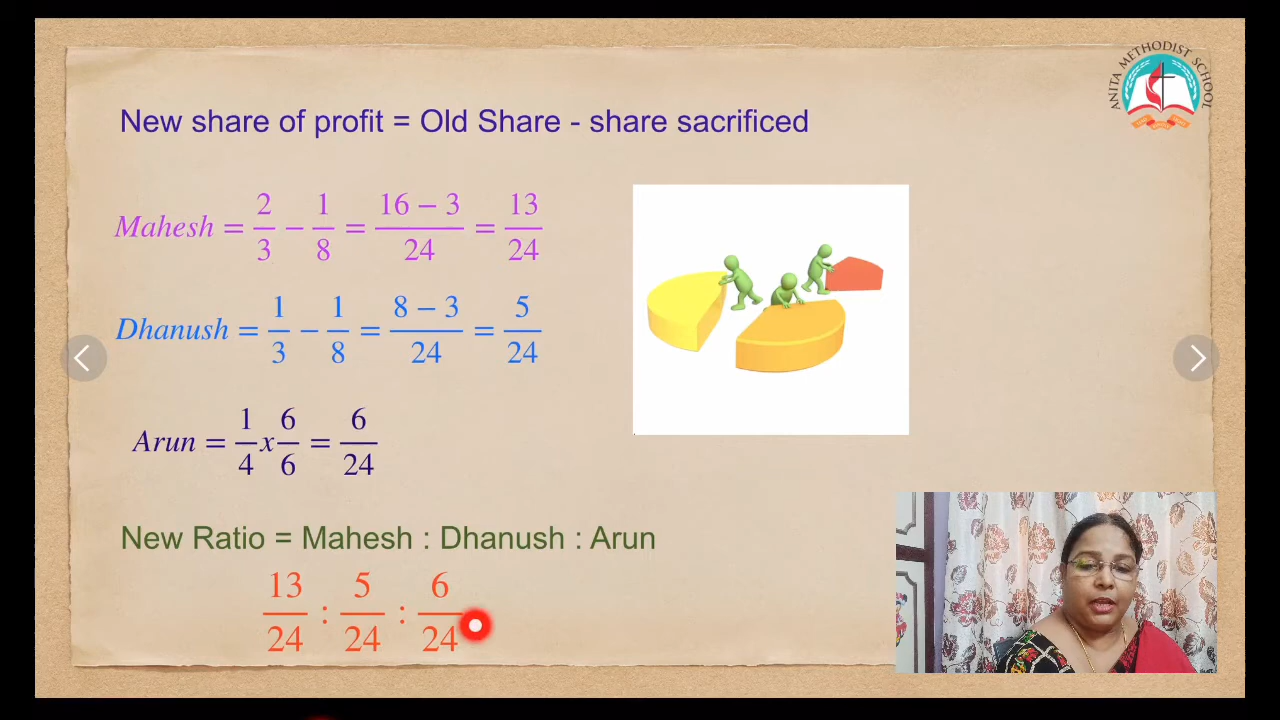 ANITA METHODIST SCHOOL
New share of profit = Old Share - share sacrificed
Mahesh = 2/3 − 1/8 = 16 − 3/24 = 13/24
Dhanush = 1/3 − 1/8 = 8 − 3/24 = 5/24
Arun = 1/4 x 6/6 = 6/24
New Ratio = Mahesh : Dhanush : Arun
13/24 : 5/24 : 6/24